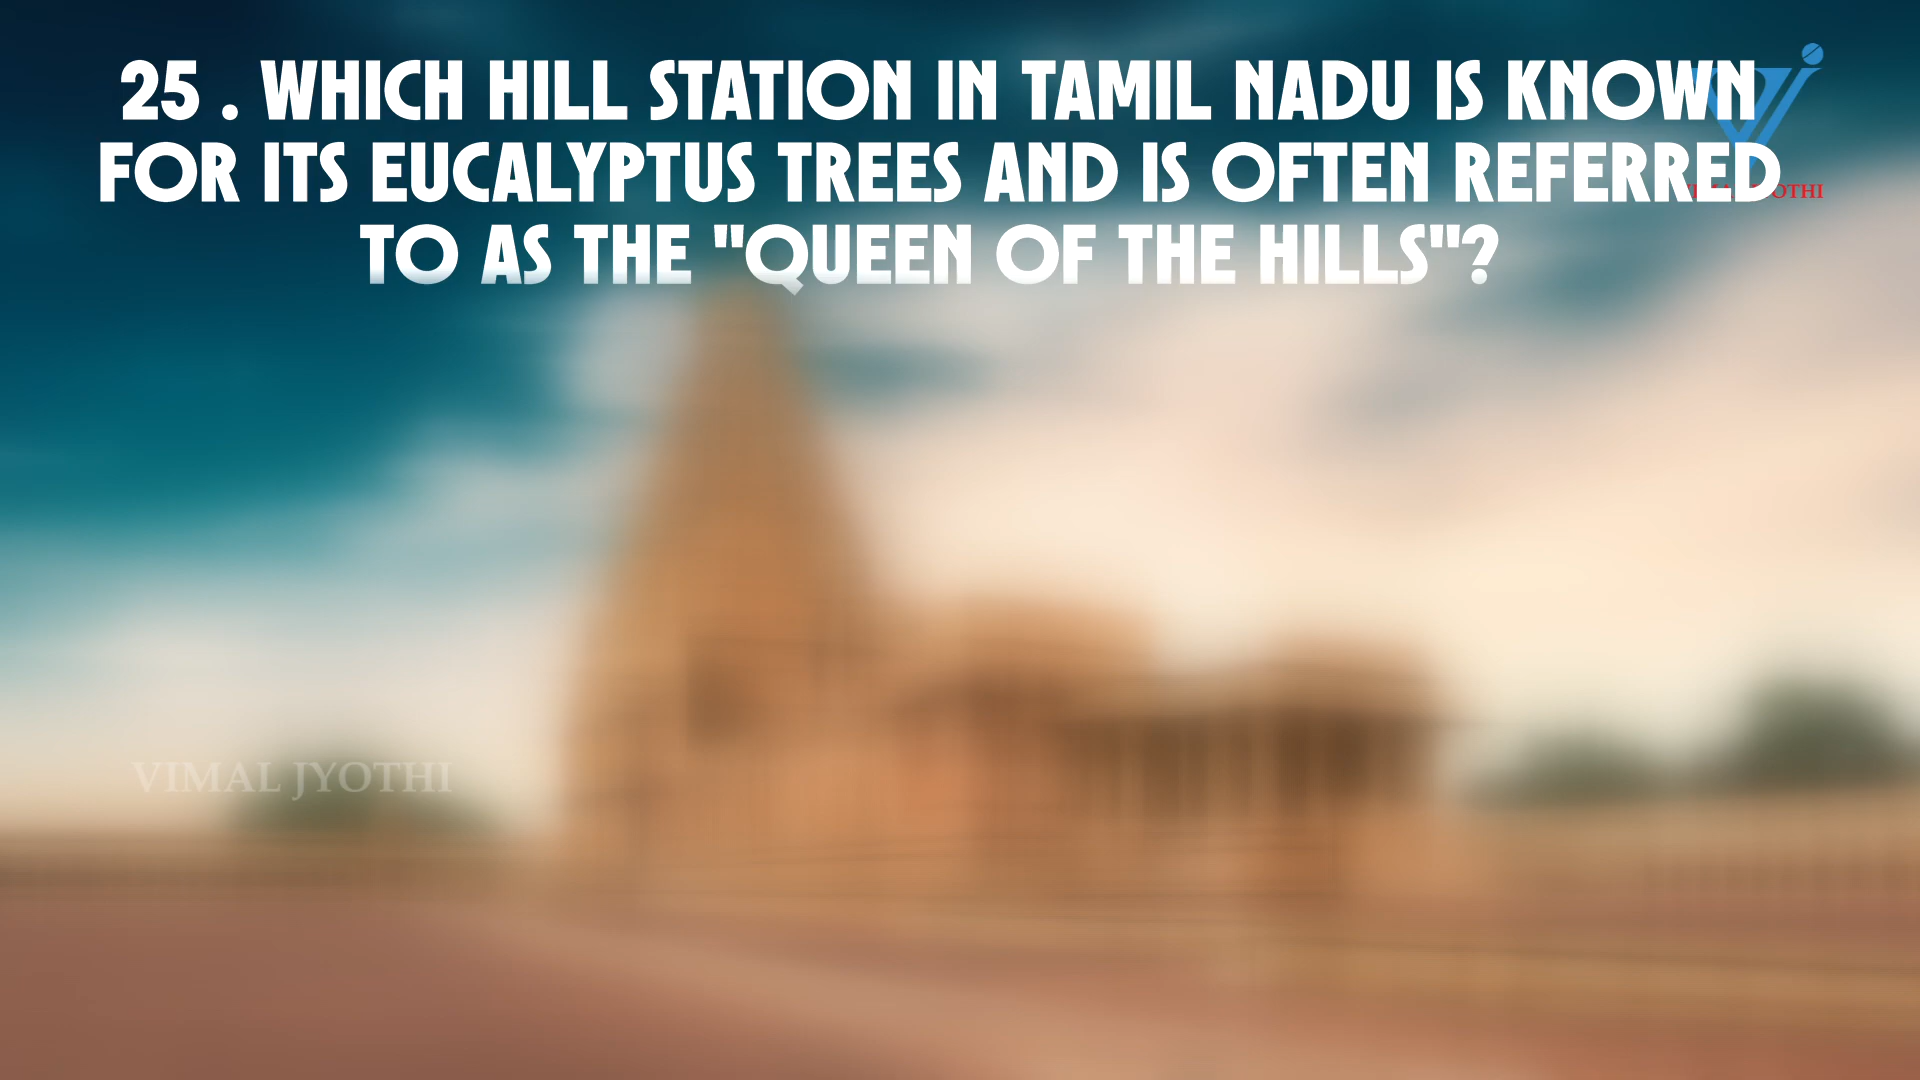 25 . WHICH HILL STATION IN TAMIL NADU IS KNOWN
FOR ITS EUCALYPTUS TREES AND IS OFTEN REFERRED
TO AS THE "QUEEN OF THE HILLS"?
VIMAL JYOTHI